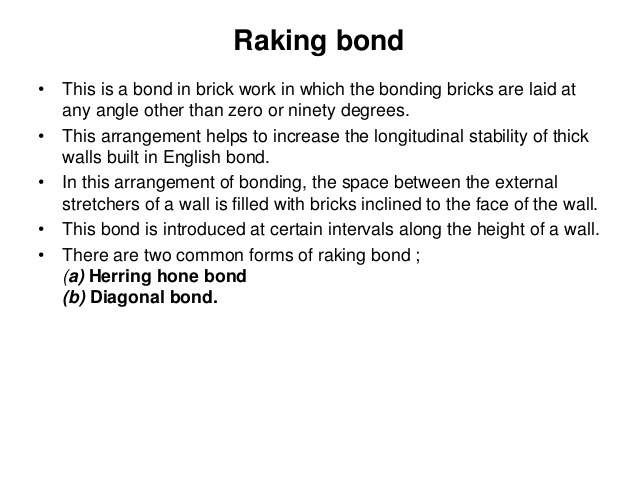 Raking bond
• This is a bond in brick work in which the bonding bricks are laid at
any angle other than zero or ninety degrees.
• This arrangement helps to increase the longitudinal stability of thick
walls built in English bond.
• In this arrangement of bonding, the space between the external
stretchers of a wall is filled with bricks inclined to the face of the wall.
• This bond is introduced at certain intervals along the height of a wall.
• There are two common forms of raking bond ;
(a) Herring hone bond
(b) Diagonal bond.